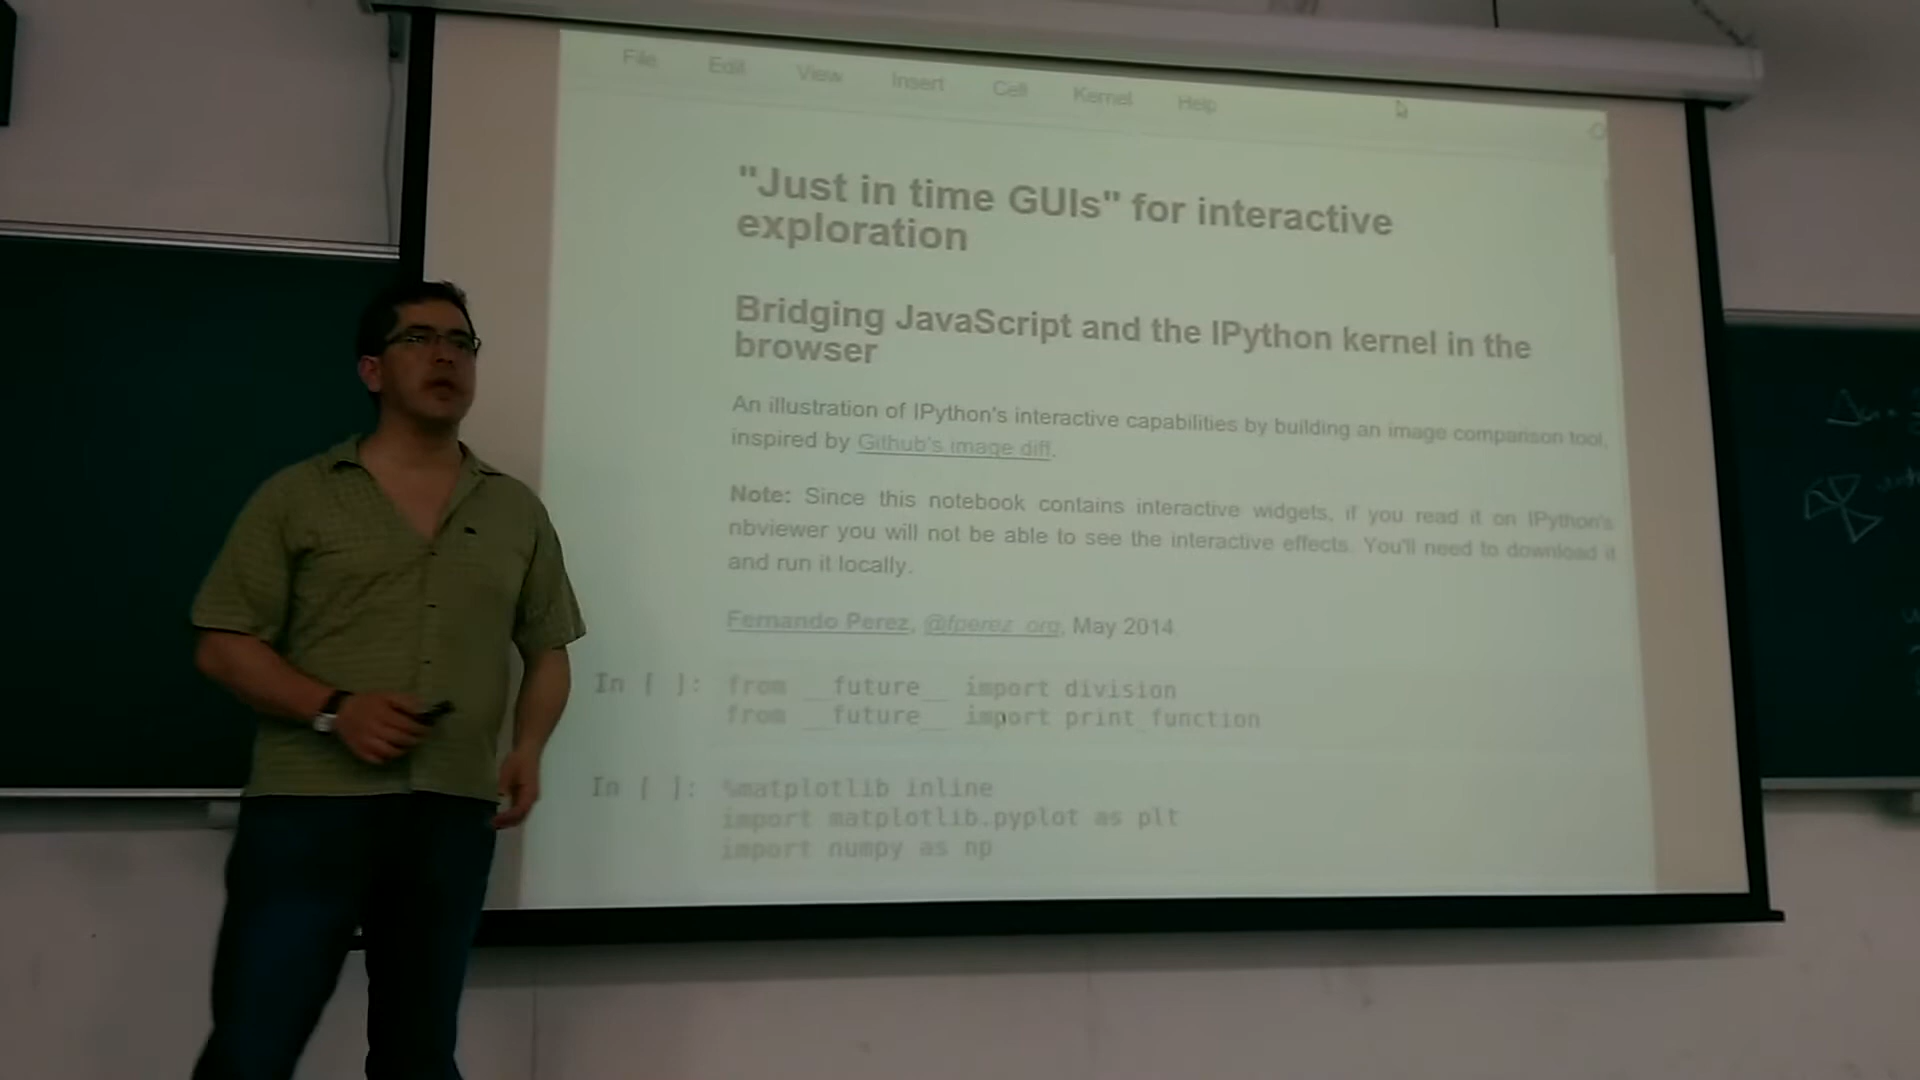 File Edit View Insert Cell Kernel Help
"Just in time GUIs" for interactive
exploration
Bridging JavaScript and the IPython kernel in the
browser
An illustration of IPython's interactive capabilities by building an image comparison tool,
inspired by Github's image diff.
Note: Since this notebook contains interactive widgets, if you read it on IPython's
nbviewer you will not be able to see the interactive effects. You'll need to download it
and run it locally.
Fernando Perez, @fperez_org, May 2014.
In [ ]: from __future__ import division
from __future__ import print_function
In [ ]: %matplotlib inline
import matplotlib.pyplot as plt
import numpy as np